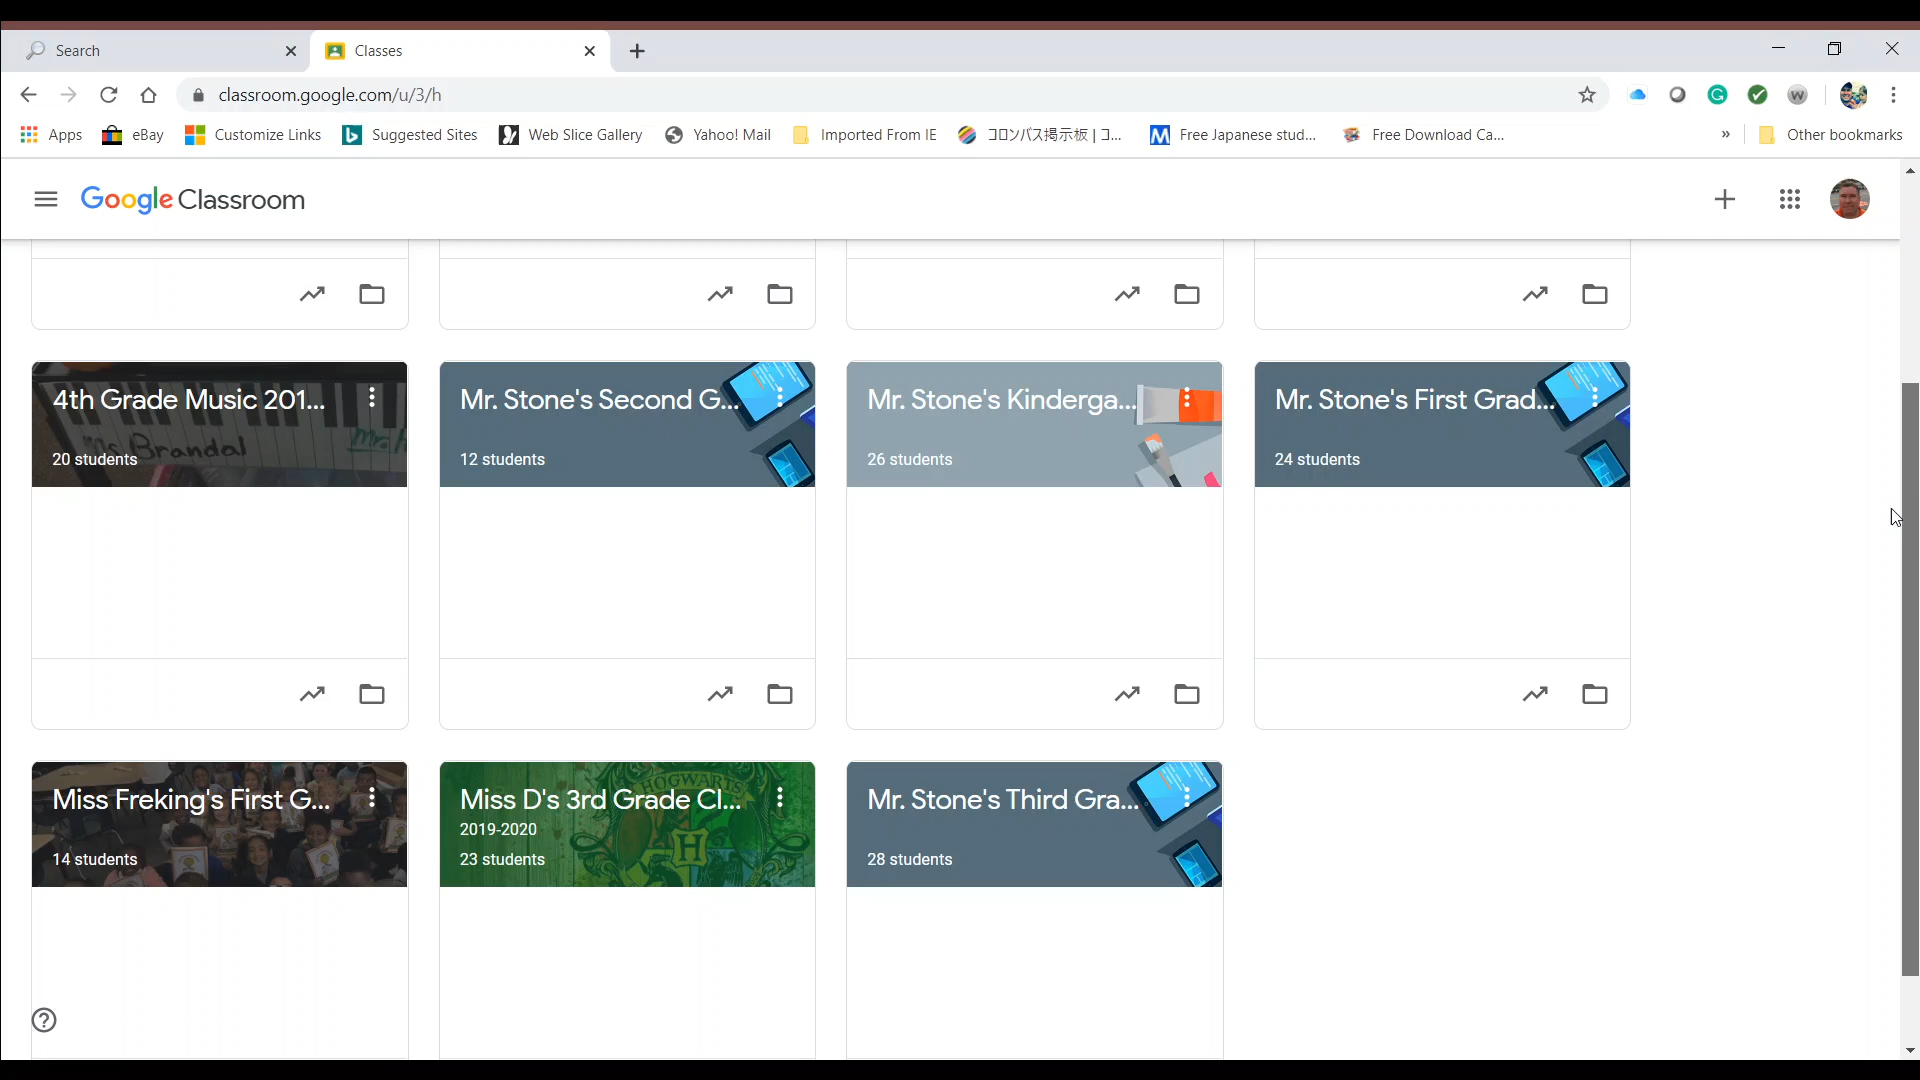 Search
Classes
classroom.google.com/u/3/h
Apps
eBay
Customize Links
Suggested Sites
Web Slice Gallery
Yahoo! Mail
Imported From IE
コロンバス掲示板 | コ...
Free Japanese stud...
Free Download Ca...
»
Other bookmarks
Google Classroom
4th Grade Music 201...
Ms. Brandal
20 students
Mr. Stone's Second G...
12 students
Mr. Stone's Kinderga...
26 students
Mr. Stone's First Grad...
24 students
Miss Freking's First G...
14 students
Miss D's 3rd Grade Cl...
2019-2020
23 students
HOGWARTS
H
Mr. Stone's Third Gra...
28 students